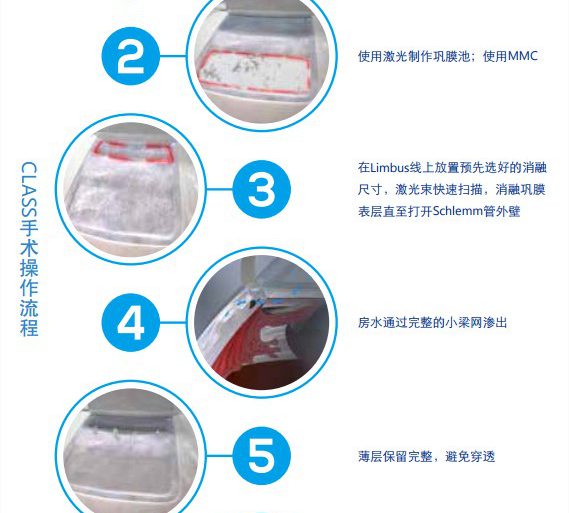 CLASS手术操作流程
2
使用激光制作巩膜池；使用MMC
3
在Limbus线上放置预先选好的消融
尺寸，激光束快速扫描，消融巩膜
表层直至打开Schlemm管外壁
4
房水通过完整的小梁网渗出
5
薄层保留完整，避免穿透